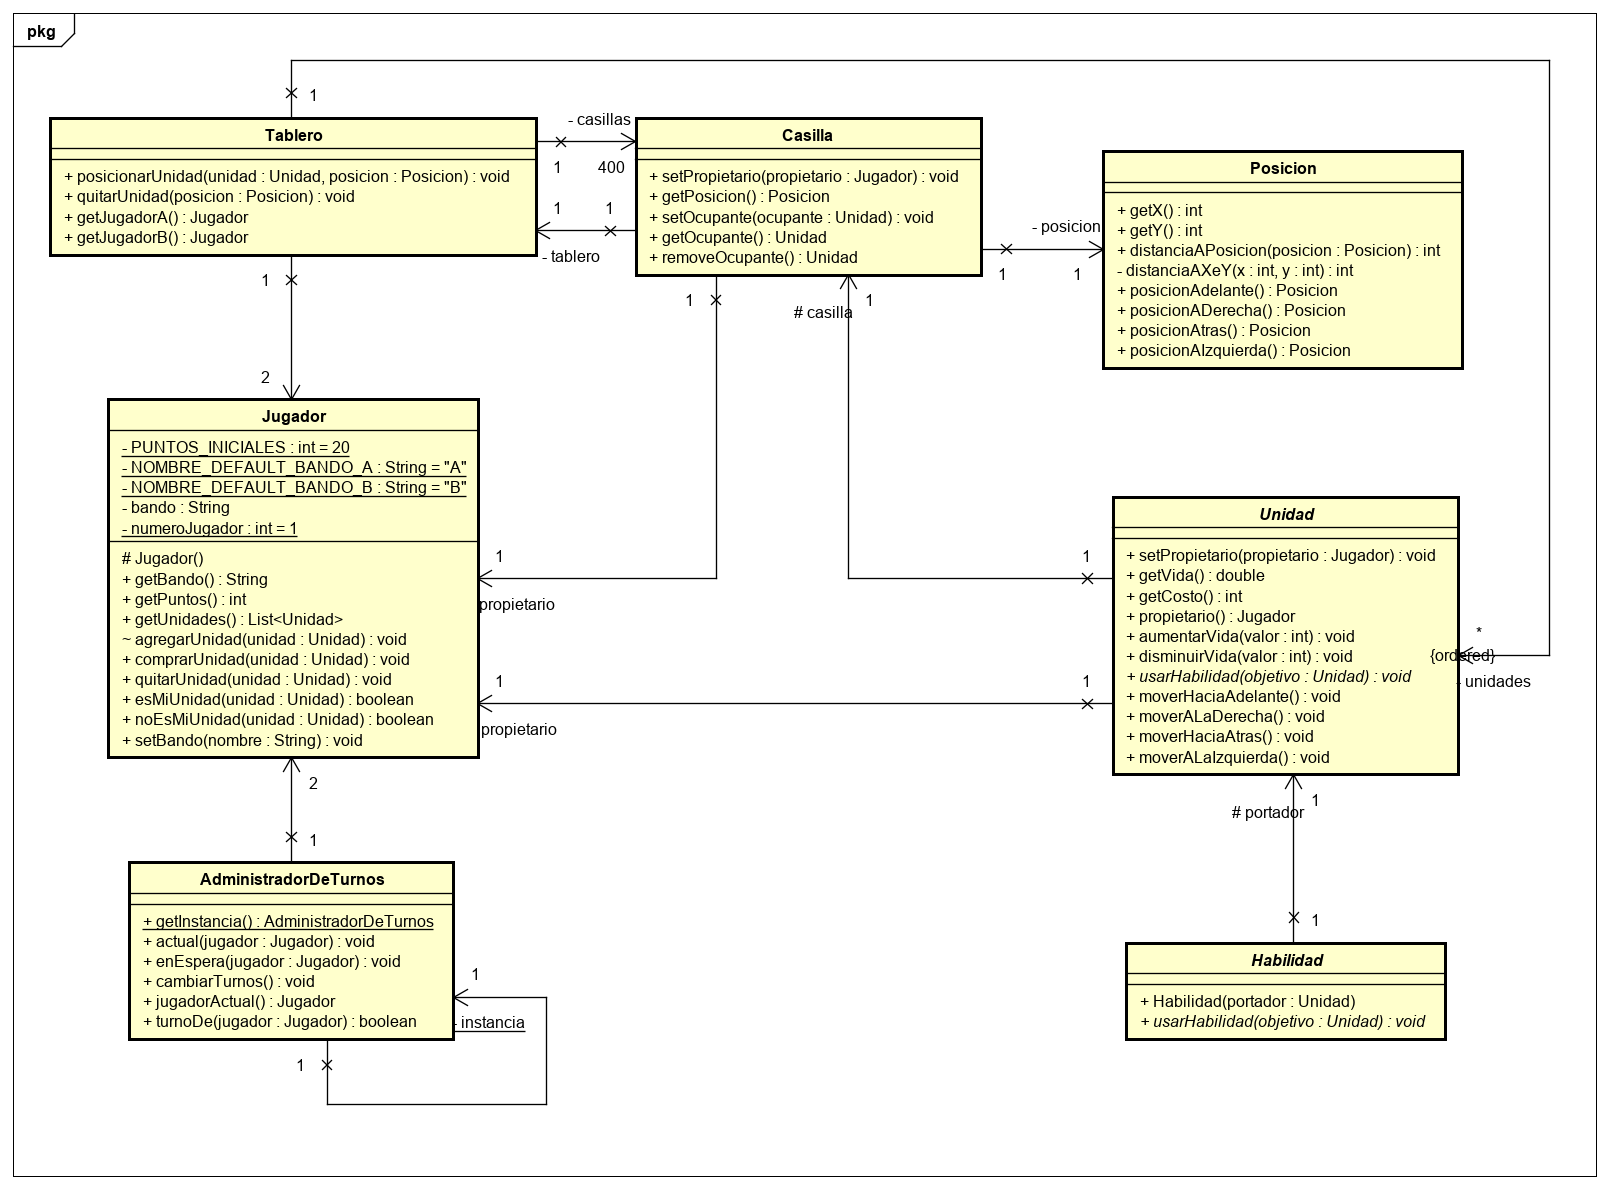 pkg
1
Tablero
+ posicionarUnidad(unidad : Unidad, posicion : Posicion) : void
+ quitarUnidad(posicion : Posicion) : void
+ getJugadorA() : Jugador
+ getJugadorB() : Jugador
- casillas
1
400
1
1
- tablero
Casilla
+ setPropietario(propietario : Jugador) : void
+ getPosicion() : Posicion
+ setOcupante(ocupante : Unidad) : void
+ getOcupante() : Unidad
+ removeOcupante() : Unidad
- posicion
1
1
Posicion
+ getX() : int
+ getY() : int
+ distanciaAPosicion(posicion : Posicion) : int
- distanciaAXeY(x : int, y : int) : int
+ posicionAdelante() : Posicion
+ posicionADerecha() : Posicion
+ posicionAtras() : Posicion
+ posicionAIzquierda() : Posicion
1
2
1
1
# casilla
Jugador
- PUNTOS_INICIALES : int = 20
- NOMBRE_DEFAULT_BANDO_A : String = "A"
- NOMBRE_DEFAULT_BANDO_B : String = "B"
- bando : String
- numeroJugador : int = 1
# Jugador()
+ getBando() : String
+ getPuntos() : int
+ getUnidades() : List<Unidad>
~ agregarUnidad(unidad : Unidad) : void
+ comprarUnidad(unidad : Unidad) : void
+ quitarUnidad(unidad : Unidad) : void
+ esMiUnidad(unidad : Unidad) : boolean
+ noEsMiUnidad(unidad : Unidad) : boolean
+ setBando(nombre : String) : void
1
propietario
1
1
propietario
1
Unidad
+ setPropietario(propietario : Jugador) : void
+ getVida() : double
+ getCosto() : int
+ propietario() : Jugador
+ aumentarVida(valor : int) : void
+ disminuirVida(valor : int) : void
+ usarHabilidad(objetivo : Unidad) : void
+ moverHaciaAdelante() : void
+ moverALaDerecha() : void
+ moverHaciaAtras() : void
+ moverALaIzquierda() : void
*
{ordered}
- unidades
2
1
1
# portador
1
AdministradorDeTurnos
+ getInstancia() : AdministradorDeTurnos
+ actual(jugador : Jugador) : void
+ enEspera(jugador : Jugador) : void
+ cambiarTurnos() : void
+ jugadorActual() : Jugador
+ turnoDe(jugador : Jugador) : boolean
1
- instancia
1
Habilidad
+ Habilidad(portador : Unidad)
+ usarHabilidad(objetivo : Unidad) : void